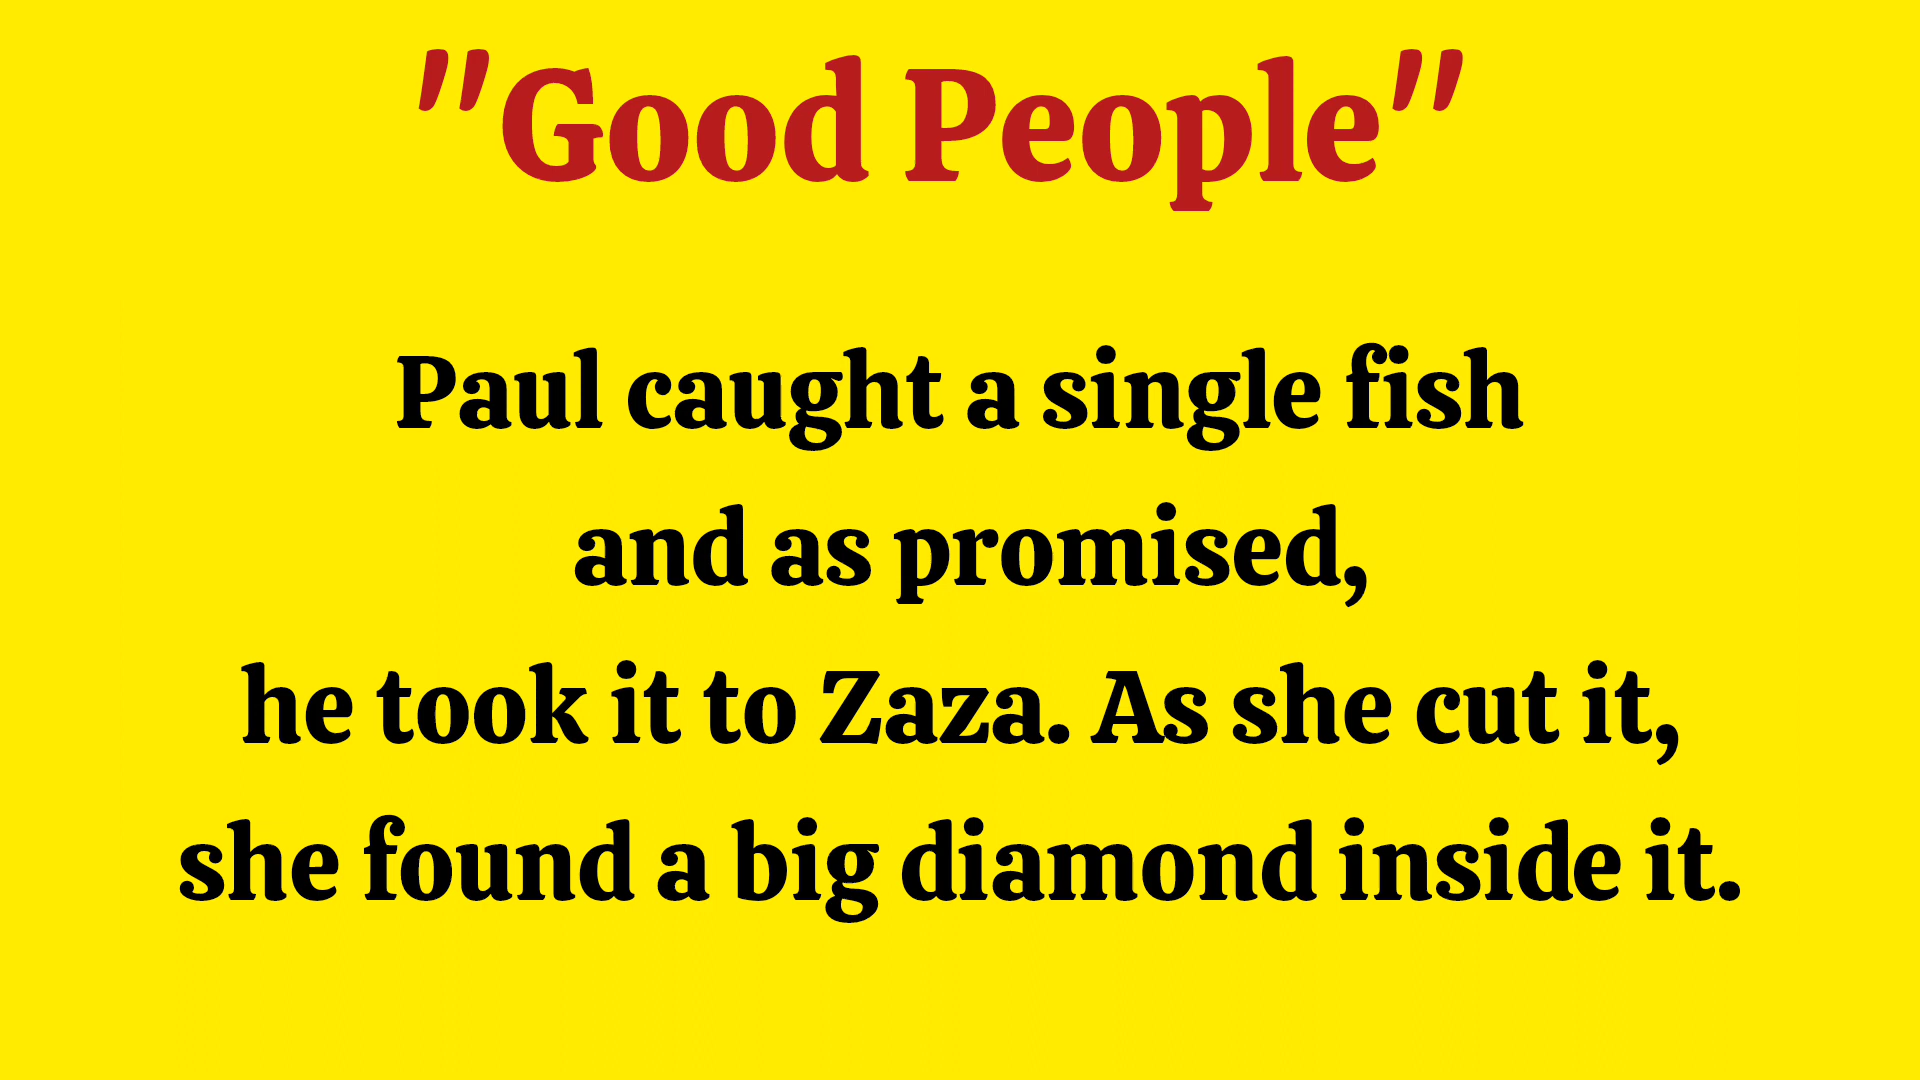 "Good People"
Paul caught a single fish
and as promised,
he took it to Zaza. As she cut it,
she found a big diamond inside it.